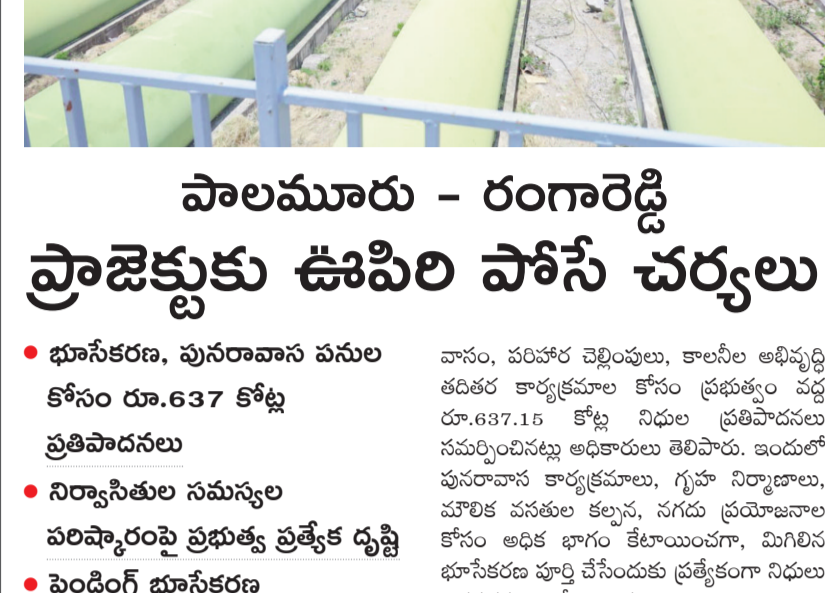 పాలమూరు - రంగారెడ్డి
ప్రాజెక్టుకు ఊపిరి పోసే చర్యలు
• భూసేకరణ, పునరావాస పనుల
కోసం రూ.637 కోట్ల
ప్రతిపాదనలు
• నిర్వాసితుల సమస్యల
పరిష్కారంపై ప్రభుత్వ ప్రత్యేక దృష్టి
• పెండింగ్ భూసేకరణ
వాసం, పరిహార చెల్లింపులు, కాలనీల అభివృద్ధి
తదితర కార్యక్రమాల కోసం ప్రభుత్వం వద్ద
రూ.637.15 కోట్ల నిధుల ప్రతిపాదనలు
సమర్పించినట్లు అధికారులు తెలిపారు. ఇందులో
పునరావాస కార్యక్రమాలు, గృహ నిర్మాణాలు,
మౌలిక వసతుల కల్పన, నగదు ప్రయోజనాల
కోసం అధిక భాగం కేటాయించగా, మిగిలిన
భూసేకరణ పూర్తి చేసేందుకు ప్రత్యేకంగా నిధులు